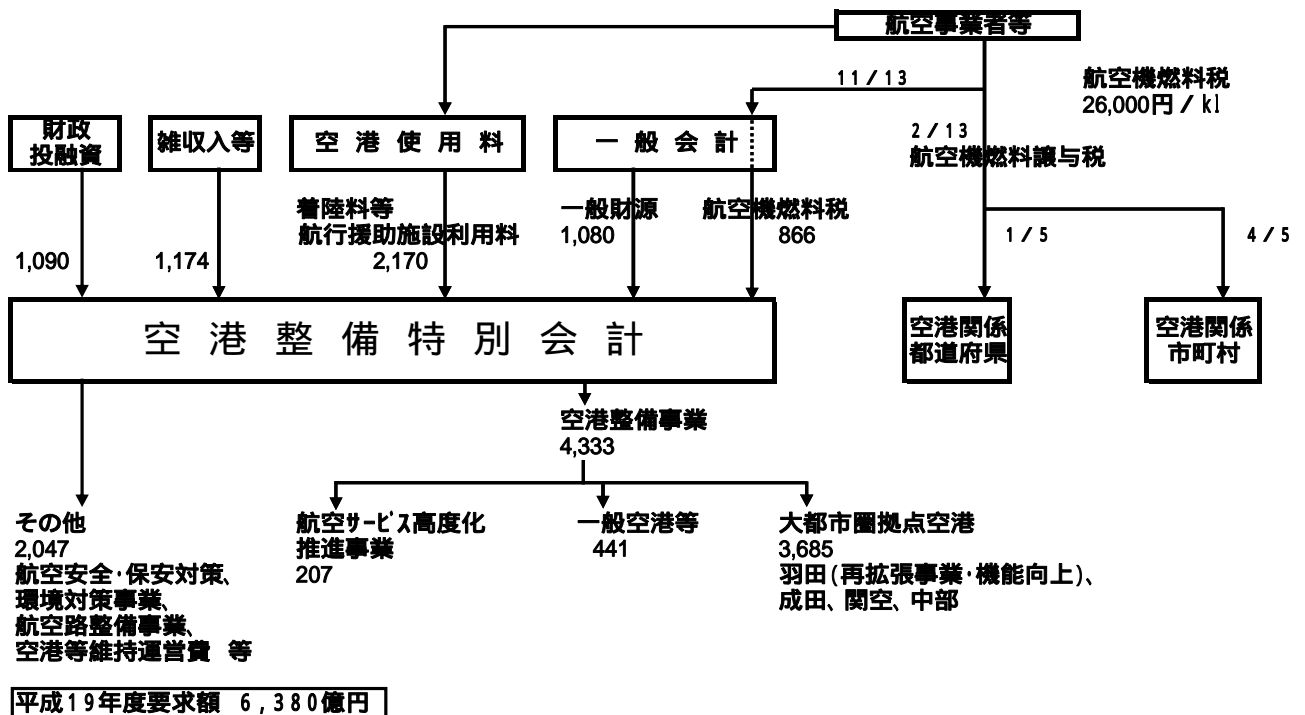 航空事業者等
11/13
航空機燃料税
26,000円/kl
2/13
航空機燃料譲与税
財政
投融資
雑収入等
空港使用料
一般会計
着陸料等
航行援助施設利用料
2,170
一般財源
1,080
航空機燃料税
866
1/5
4/5
1,090
1,174
空港整備特別会計
空港関係
都道府県
空港関係
市町村
空港整備事業
4,333
その他
2,047
航空安全・保安対策、
環境対策事業、
航空路整備事業、
空港等維持運営費 等
航空サービス高度化
推進事業
207
一般空港等
441
大都市圏拠点空港
3,685
羽田(再拡張事業・機能向上)、
成田、関空、中部
平成19年度要求額 6,380億円